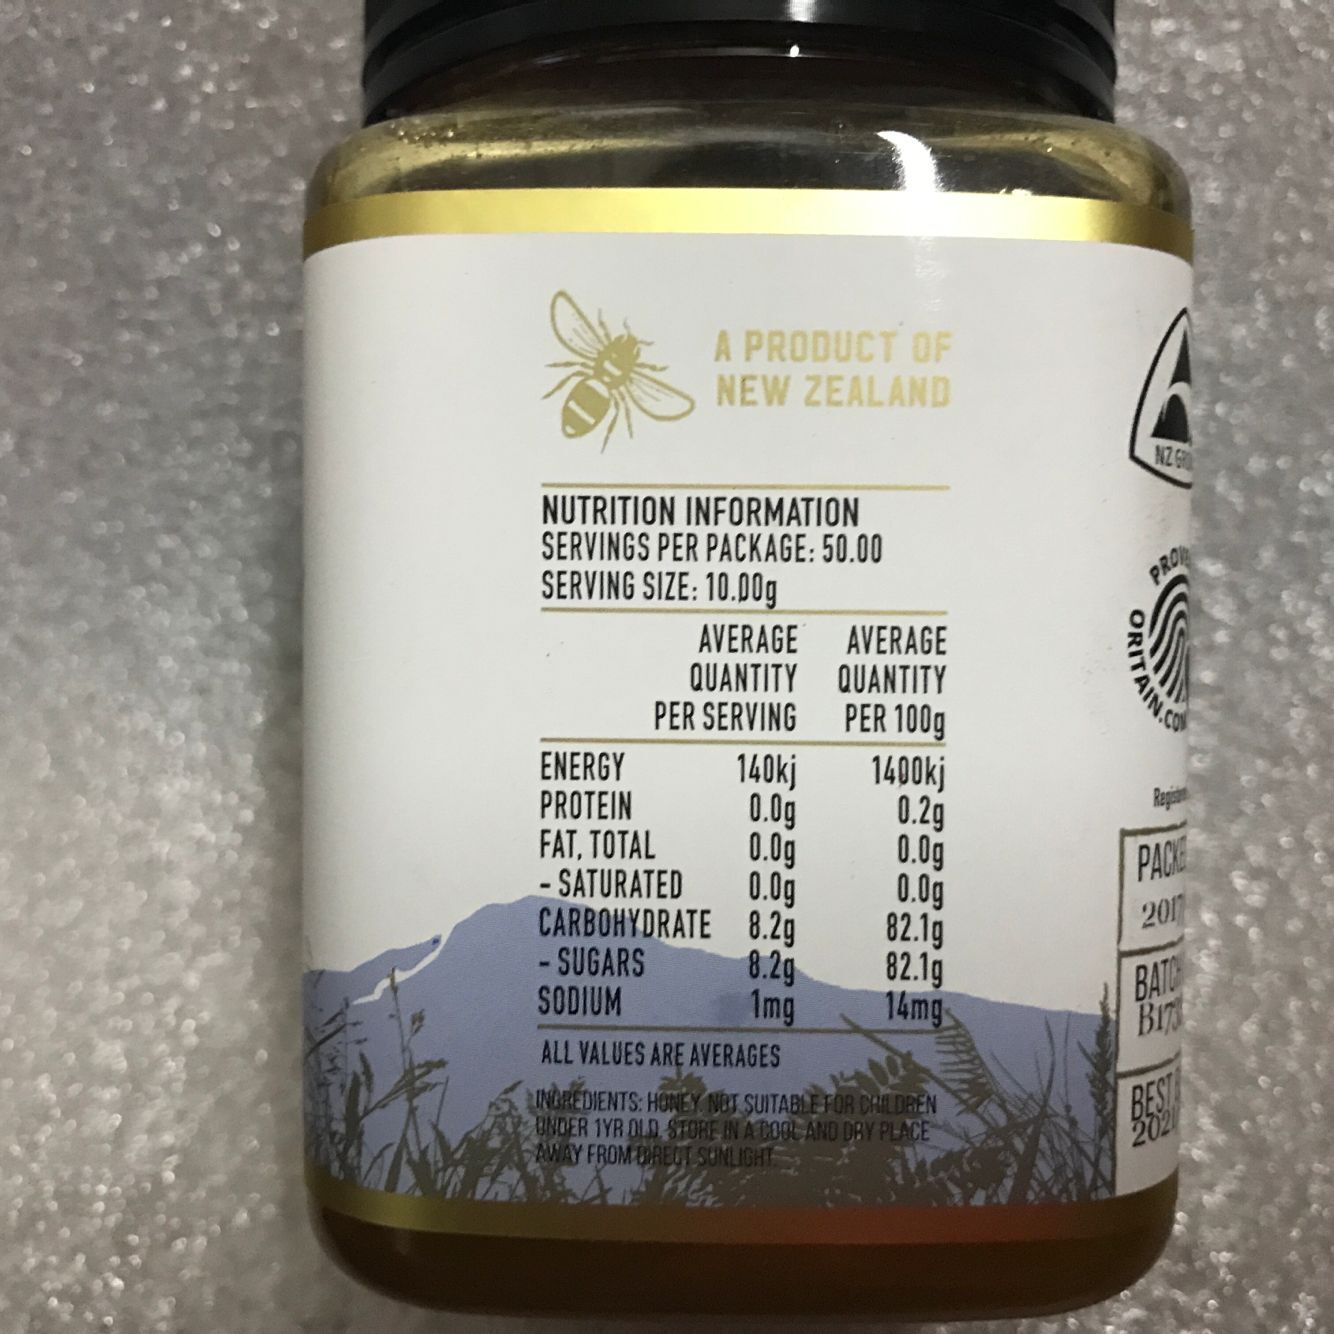 A PRODUCT OF
NEW ZEALAND
NUTRITION INFORMATION
SERVINGS PER PACKAGE: 50.00
SERVING SIZE: 10.00g
AVERAGE QUANTITY PER SERVING
AVERAGE QUANTITY PER 100g
ENERGY 140kj 1400kj
PROTEIN 0.0g 0.2g
FAT, TOTAL 0.0g 0.0g
- SATURATED 0.0g 0.0g
CARBOHYDRATE 8.2g 82.1g
- SUGARS 8.2g 82.1g
SODIUM 1mg 14mg
ALL VALUES ARE AVERAGES
INGREDIENTS: HONEY. NOT SUITABLE FOR CHILDREN
UNDER 1YR OLD. STORE IN A COOL AND DRY PLACE
AWAY FROM DIRECT SUNLIGHT.
NZ
ORITAIN.COM
2017